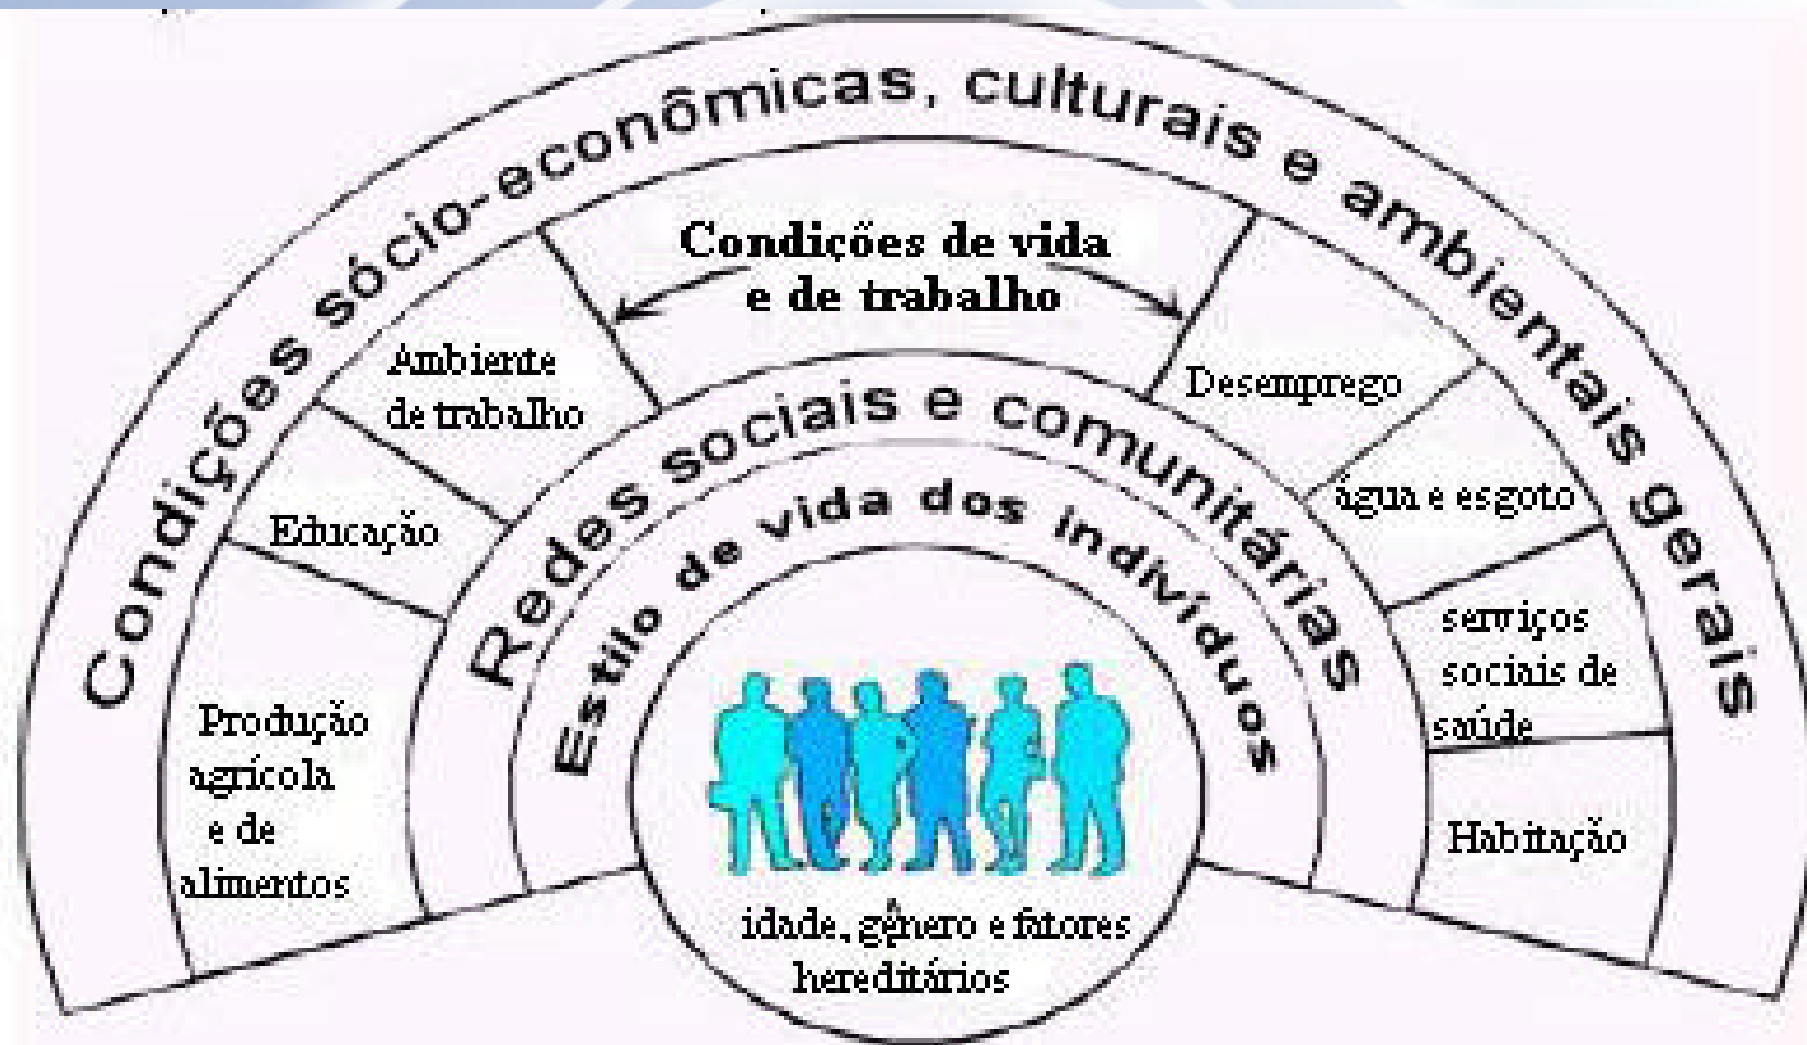 Condições sócio-econômicas, culturais e ambientais gerais
Condições de vida
e de trabalho
Ambiente
de trabalho
Educação
Produção
agrícola
e de
alimentos
Desemprego
água e esgoto
serviços
sociais de
saúde
Habitação
Redes sociais e comunitárias
Estilo de vida dos indivíduos
idade, gênero e fatores
hereditários